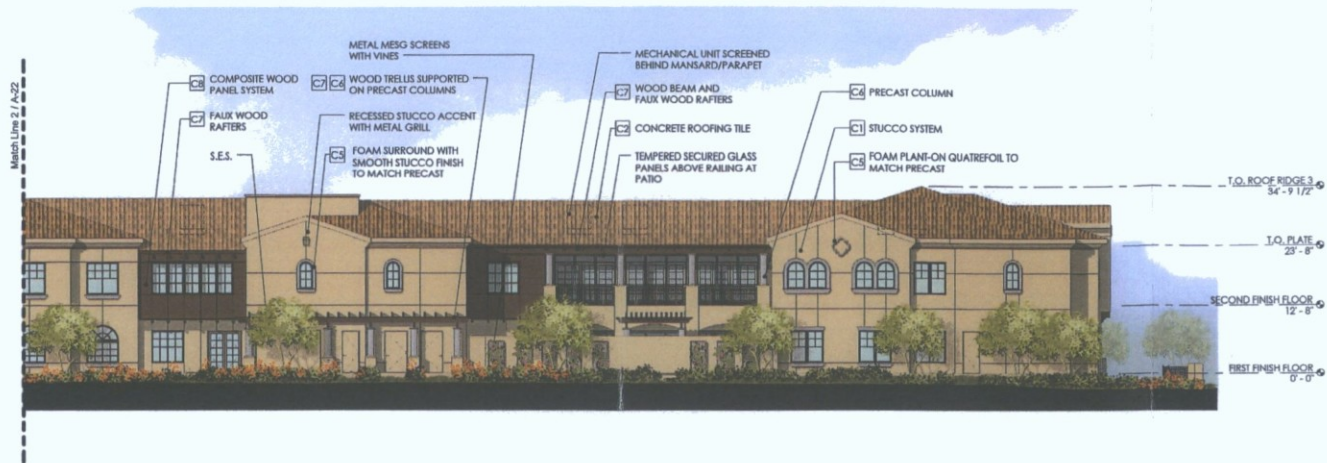 Match Line 2 / A-22
C8 COMPOSITE WOOD
PANEL SYSTEM
C7 FAUX WOOD
RAFTERS
S.E.S.
METAL MESG SCREENS
WITH VINES
C7 C6 WOOD TRELLIS SUPPORTED
ON PRECAST COLUMNS
RECESSED STUCCO ACCENT
WITH METAL GRILL
C5 FOAM SURROUND WITH
SMOOTH STUCCO FINISH
TO MATCH PRECAST
MECHANICAL UNIT SCREENED
BEHIND MANSARD/PARAPET
C7 WOOD BEAM AND
FAUX WOOD RAFTERS
C2 CONCRETE ROOFING TILE
TEMPERED SECURED GLASS
PANELS ABOVE RAILING AT
PATIO
C6 PRECAST COLUMN
C1 STUCCO SYSTEM
C5 FOAM PLANT-ON QUATREFOIL TO
MATCH PRECAST
T.O. ROOF RIDGE 3
34' - 9 1/2"
T.O. PLATE
23' - 8"
SECOND FINISH FLOOR
12' - 8"
FIRST FINISH FLOOR
0' - 0"